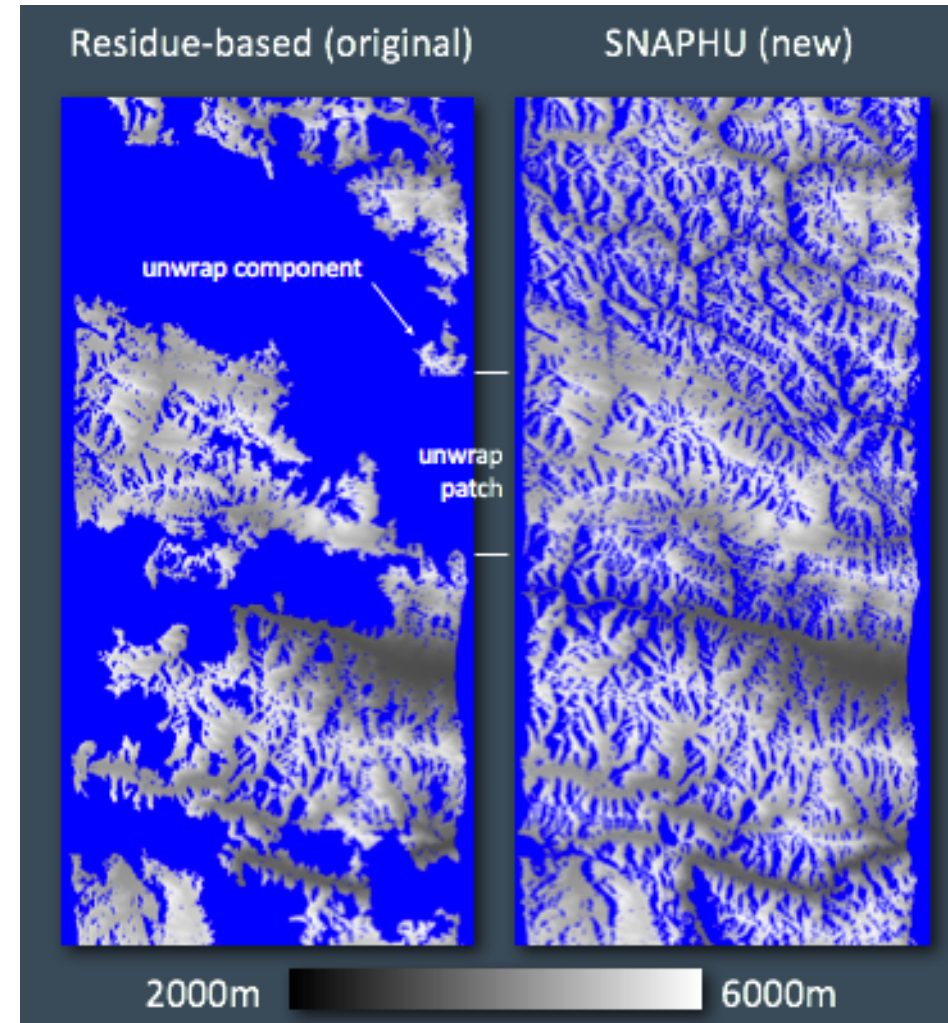 Residue-based (original)
SNAPHU (new)
unwrap component
unwrap
patch
2000m
6000m